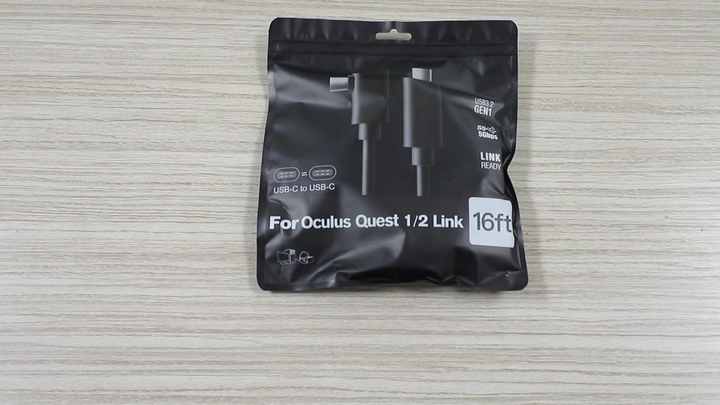 USB3.2
GEN1
5Gbps
LINK
READY
USB-C to USB-C
For Oculus Quest 1/2 Link
16ft